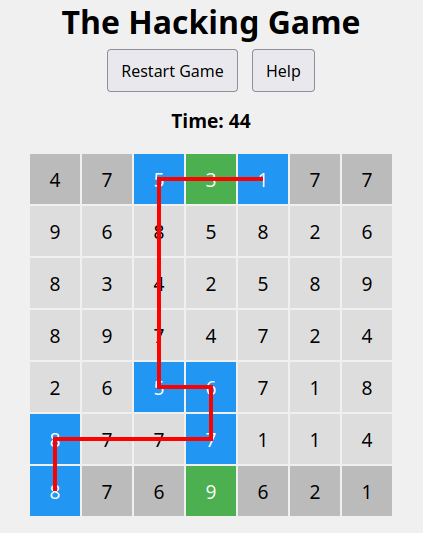 The Hacking Game
Restart Game Help
Time: 44
4 7 5 3 1 7 7
9 6 8 5 8 2 6
8 3 4 2 5 8 9
8 9 7 4 7 2 4
2 6 5 6 7 1 8
8 7 7 7 1 1 4
8 7 6 9 6 2 1